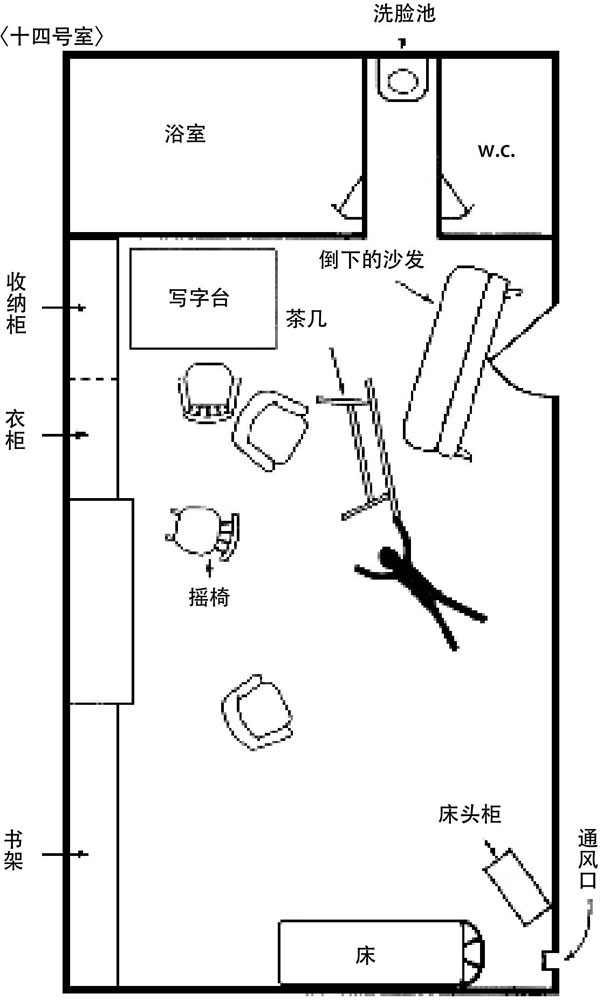 洗脸池
〈十四号室〉
浴室
w.c.
倒下的沙发
收纳柜
写字台
茶几
衣柜
摇椅
床头柜
书架
通风口
床